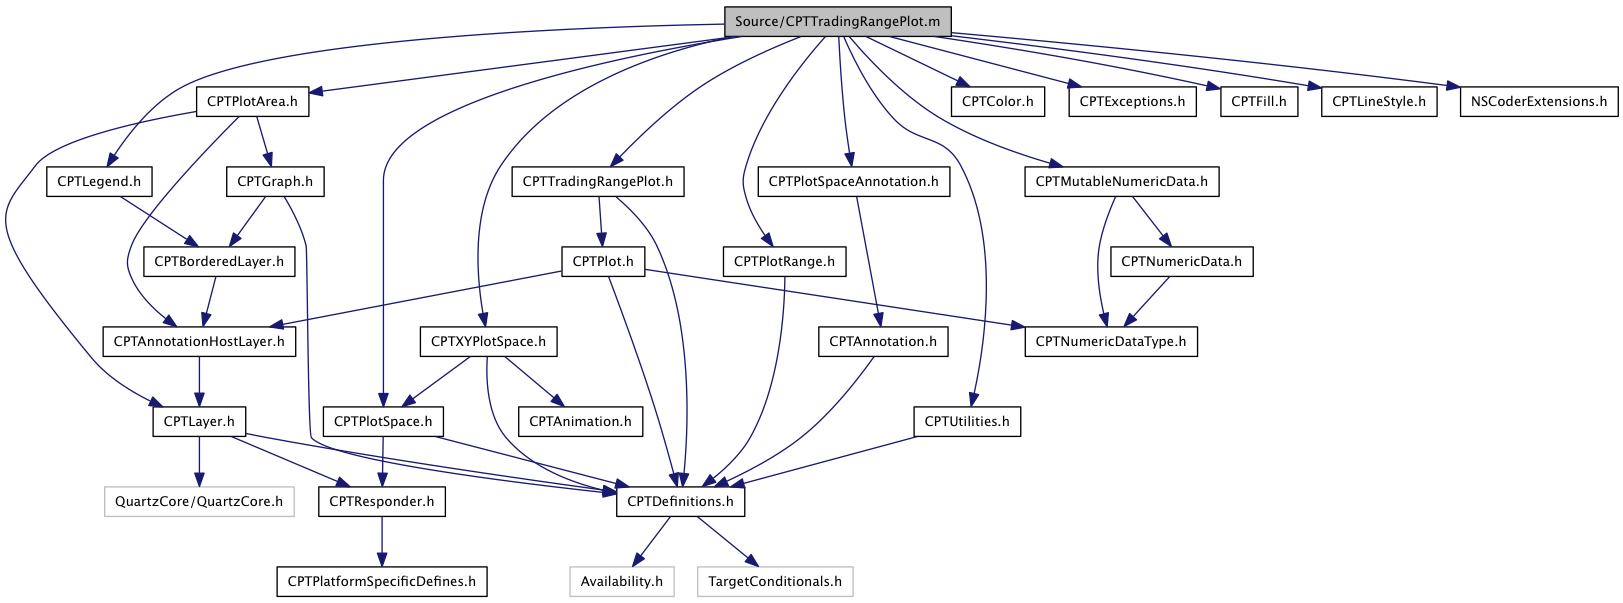 Source/CPTTradingRangePlot.m
CPTPlotArea.h
CPTColor.h
CPTExceptions.h
CPTFill.h
CPTLineStyle.h
NSCoderExtensions.h
CPTLegend.h
CPTGraph.h
CPTTradingRangePlot.h
CPTPlotSpaceAnnotation.h
CPTMutableNumericData.h
CPTBorderedLayer.h
CPTPlot.h
CPTPlotRange.h
CPTNumericData.h
CPTAnnotationHostLayer.h
CPTXYPlotSpace.h
CPTAnnotation.h
CPTNumericDataType.h
CPTLayer.h
CPTPlotSpace.h
CPTAnimation.h
CPTUtilities.h
QuartzCore/QuartzCore.h
CPTResponder.h
CPTDefinitions.h
CPTPlatformSpecificDefines.h
Availability.h
TargetConditionals.h